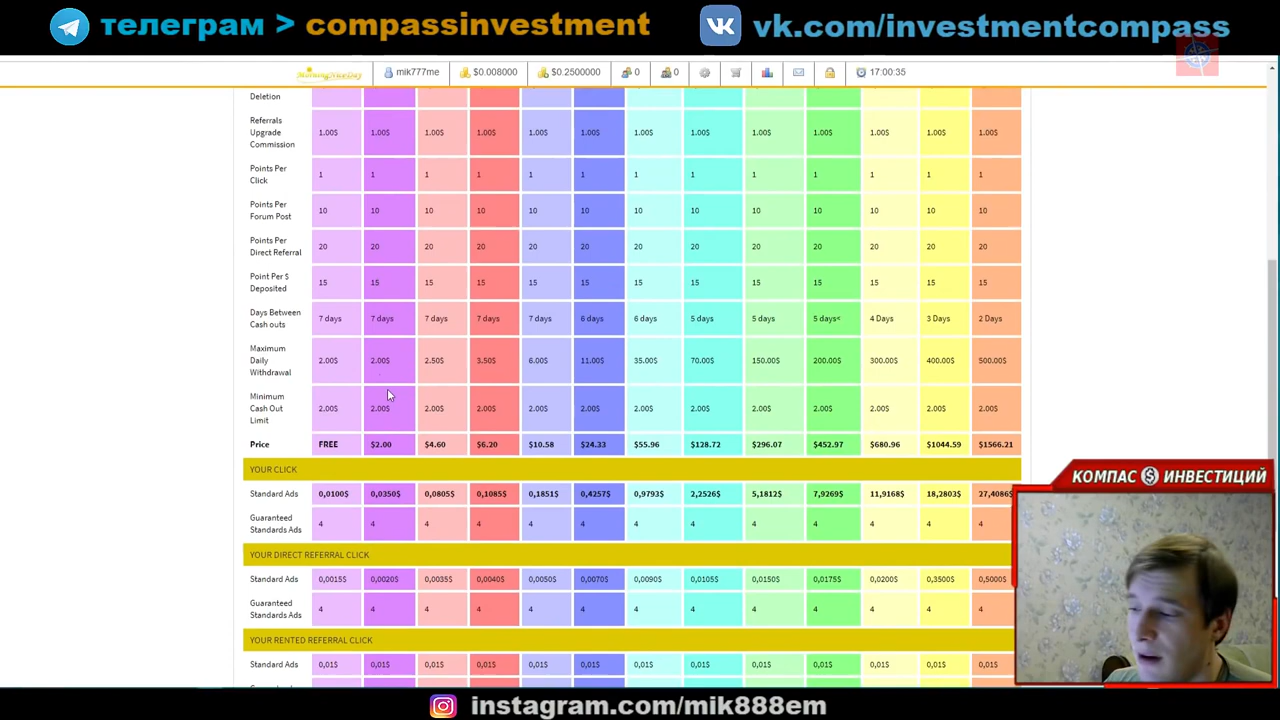 телеграм > compassinvestment
vk.com/investmentcompass
MorningNiceDay mik777me $0.008000 $0.2500000 0 0 17:00:35
Deletion
Referrals Upgrade Commission 1.00$ 1.00$ 1.00$ 1.00$ 1.00$ 1.00$ 1.00$ 1.00$ 1.00$ 1.00$ 1.00$ 1.00$ 1.00$
Points Per Click 1 1 1 1 1 1 1 1 1 1 1 1 1
Points Per Forum Post 10 10 10 10 10 10 10 10 10 10 10 10 10
Points Per Direct Referral 20 20 20 20 20 20 20 20 20 20 20 20 20
Point Per $ Deposited 15 15 15 15 15 15 15 15 15 15 15 15 15
Days Between Cash outs 7 days 7 days 7 days 7 days 7 days 6 days 6 days 5 days 5 days 5 days< 4 Days 3 Days 2 Days
Maximum Daily Withdrawal 2.00$ 2.00$ 2.50$ 3.50$ 6.00$ 11.00$ 35.00$ 70.00$ 150.00$ 200.00$ 300.00$ 400.00$ 500.00$
Minimum Cash Out Limit 2.00$ 2.00$ 2.00$ 2.00$ 2.00$ 2.00$ 2.00$ 2.00$ 2.00$ 2.00$ 2.00$ 2.00$ 2.00$
Price FREE $2.00 $4.60 $6.20 $10.58 $24.33 $55.96 $128.72 $296.07 $452.97 $680.96 $1044.59 $1566.21
YOUR CLICK
Standard Ads 0,0100$ 0,0350$ 0,0805$ 0,1085$ 0,1851$ 0,4257$ 0,9793$ 2,2526$ 5,1812$ 7,9269$ 11,9168$ 18,2803$ 27,4086$
Guaranteed Standards Ads 4 4 4 4 4 4 4 4 4 4 4 4 4
YOUR DIRECT REFERRAL CLICK
Standard Ads 0,0015$ 0,0020$ 0,0035$ 0,0040$ 0,0050$ 0,0070$ 0,0090$ 0,0105$ 0,0150$ 0,0175$ 0,0200$ 0,3500$ 0,5000$
Guaranteed Standards Ads 4 4 4 4 4 4 4 4 4 4 4 4 4
YOUR RENTED REFERRAL CLICK
Standard Ads 0,01$ 0,01$ 0,01$ 0,01$ 0,01$ 0,01$ 0,01$ 0,01$ 0,01$ 0,01$ 0,01$ 0,01$ 0,01$
КОМПАС $ ИНВЕСТИЦИЙ
instagram.com/mik888em